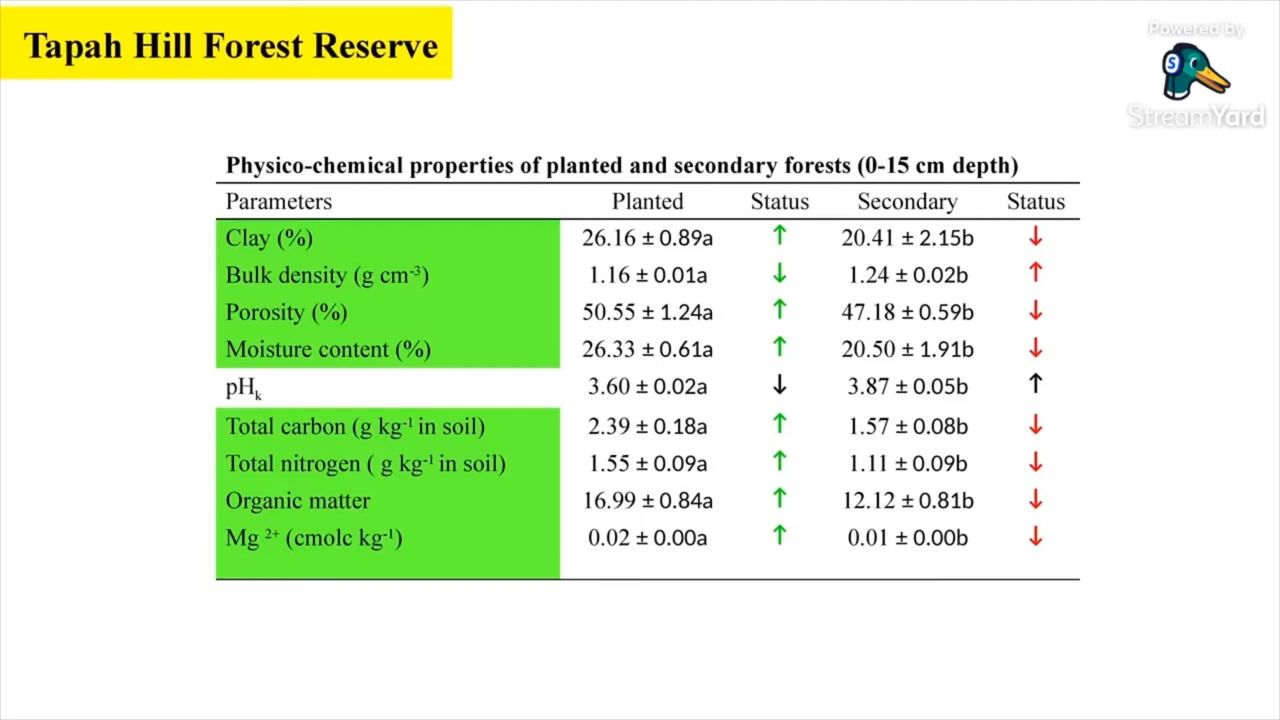 Tapah Hill Forest Reserve
Powered by
StreamYard
Physico-chemical properties of planted and secondary forests (0-15 cm depth)
Parameters Planted Status Secondary Status
Clay (%) 26.16 ± 0.89a ↑ 20.41 ± 2.15b ↓
Bulk density (g cm⁻³) 1.16 ± 0.01a ↓ 1.24 ± 0.02b ↑
Porosity (%) 50.55 ± 1.24a ↑ 47.18 ± 0.59b ↓
Moisture content (%) 26.33 ± 0.61a ↑ 20.50 ± 1.91b ↓
pHₖ 3.60 ± 0.02a ↓ 3.87 ± 0.05b ↑
Total carbon (g kg⁻¹ in soil) 2.39 ± 0.18a ↑ 1.57 ± 0.08b ↓
Total nitrogen ( g kg⁻¹ in soil) 1.55 ± 0.09a ↑ 1.11 ± 0.09b ↓
Organic matter 16.99 ± 0.84a ↑ 12.12 ± 0.81b ↓
Mg ²⁺ (cmolc kg⁻¹) 0.02 ± 0.00a ↑ 0.01 ± 0.00b ↓